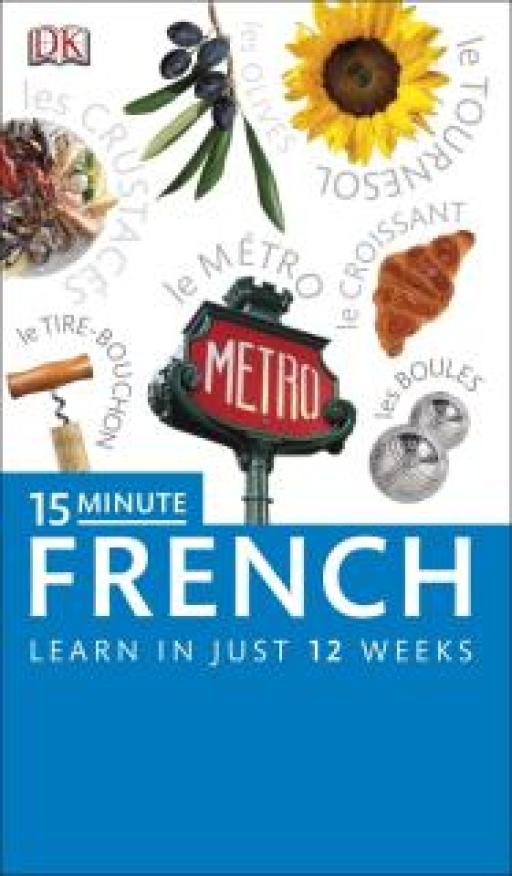 DK
les OLIVES
le TOURNESOL
les CRUSTACÉS
le MÉTRO
le CROISSANT
METRO
le TIRE-BOUCHON
les BOULES
15 MINUTE
FRENCH
LEARN IN JUST 12 WEEKS